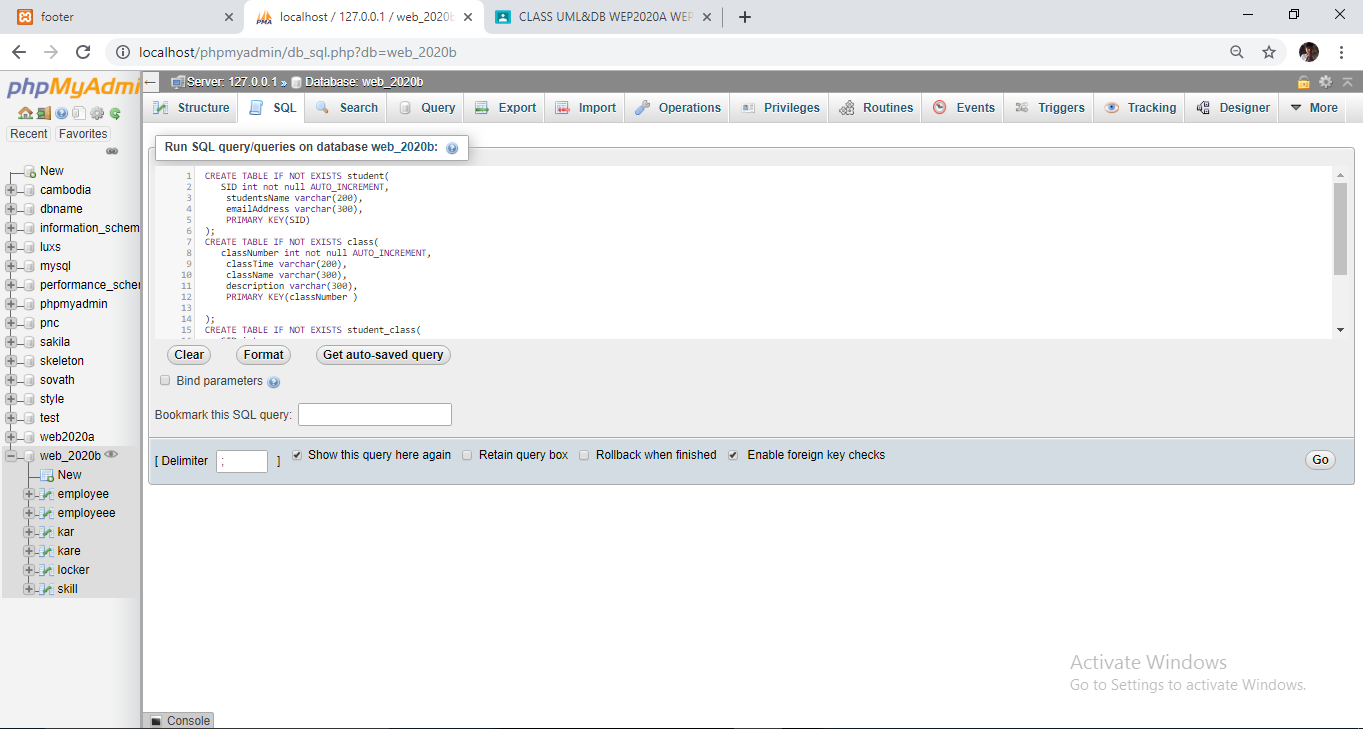 footer
localhost / 127.0.0.1 / web_2020b
CLASS UML&DB WEP2020A WEP
localhost/phpmyadmin/db_sql.php?db=web_2020b
phpMyAdmi
Recent Favorites
New
cambodia
dbname
information_schem
luxs
mysql
performance_scher
phpmyadmin
pnc
sakila
skeleton
sovath
style
test
web2020a
web_2020b
New
employee
employeee
kar
kare
locker
skill
Server: 127.0.0.1 » Database: web_2020b
Structure SQL Search Query Export Import Operations Privileges Routines Events Triggers Tracking Designer More
Run SQL query/queries on database web_2020b:
1 CREATE TABLE IF NOT EXISTS student(
2 SID int not null AUTO_INCREMENT,
3 studentsName varchar(200),
4 emailAddress varchar(300),
5 PRIMARY KEY(SID)
6 );
7 CREATE TABLE IF NOT EXISTS class(
8 classNumber int not null AUTO_INCREMENT,
9 classTime varchar(200),
10 className varchar(300),
11 description varchar(300),
12 PRIMARY KEY(classNumber )
13
14 );
15 CREATE TABLE IF NOT EXISTS student_class(
Clear Format Get auto-saved query
Bind parameters
Bookmark this SQL query:
[ Delimiter ; ] Show this query here again Retain query box Rollback when finished Enable foreign key checks Go
Activate Windows
Go to Settings to activate Windows.
Console